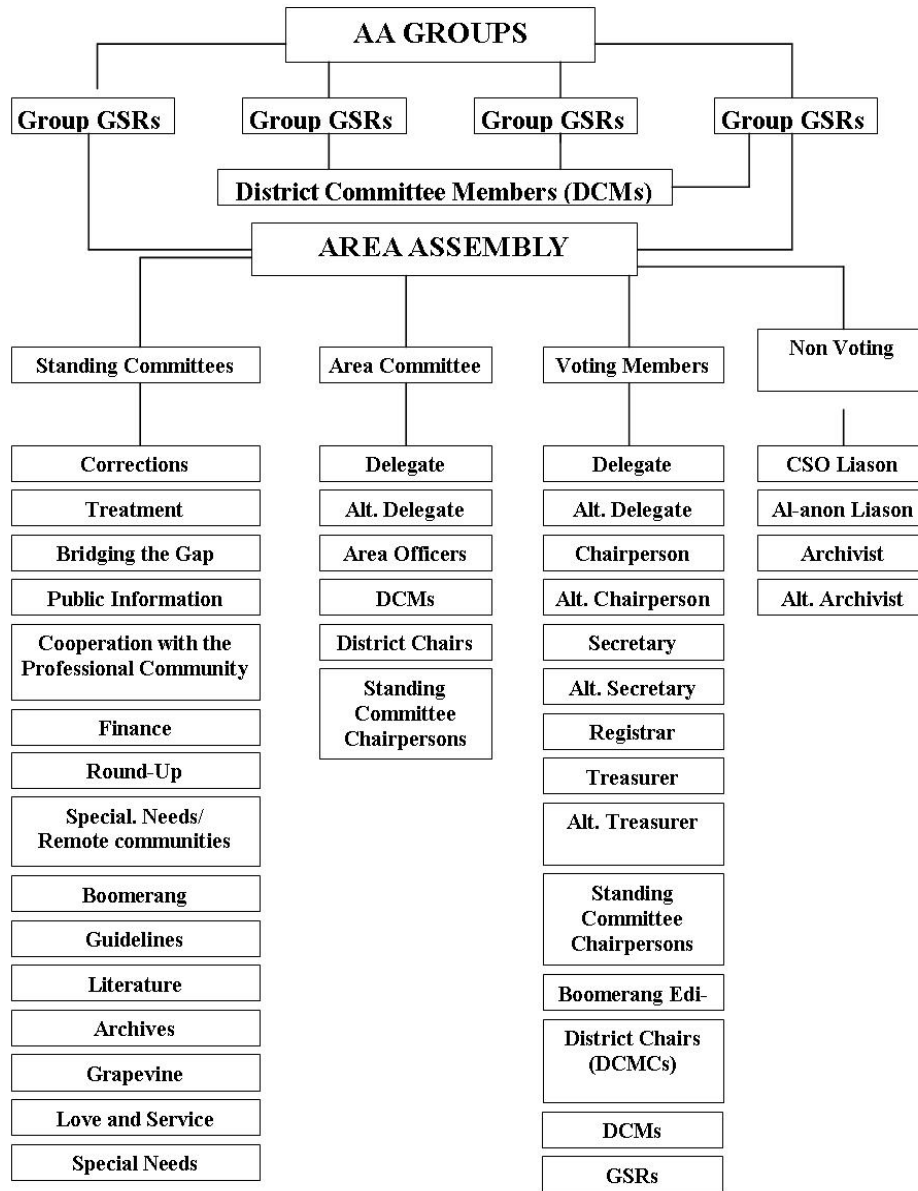 AA GROUPS
Group GSRs
Group GSRs
Group GSRs
Group GSRs
District Committee Members (DCMs)
AREA ASSEMBLY
Standing Committees
Corrections
Treatment
Bridging the Gap
Public Information
Cooperation with the
Professional Community
Finance
Round-Up
Special. Needs/
Remote communities
Boomerang
Guidelines
Literature
Archives
Grapevine
Love and Service
Special Needs
Area Committee
Delegate
Alt. Delegate
Area Officers
DCMs
District Chairs
Standing
Committee
Chairpersons
Voting Members
Delegate
Alt. Delegate
Chairperson
Alt. Chairperson
Secretary
Alt. Secretary
Registrar
Treasurer
Alt. Treasurer
Standing
Committee
Chairpersons
Boomerang Edi-
District Chairs
(DCMCs)
DCMs
GSRs
Non Voting
CSO Liason
Al-anon Liason
Archivist
Alt. Archivist